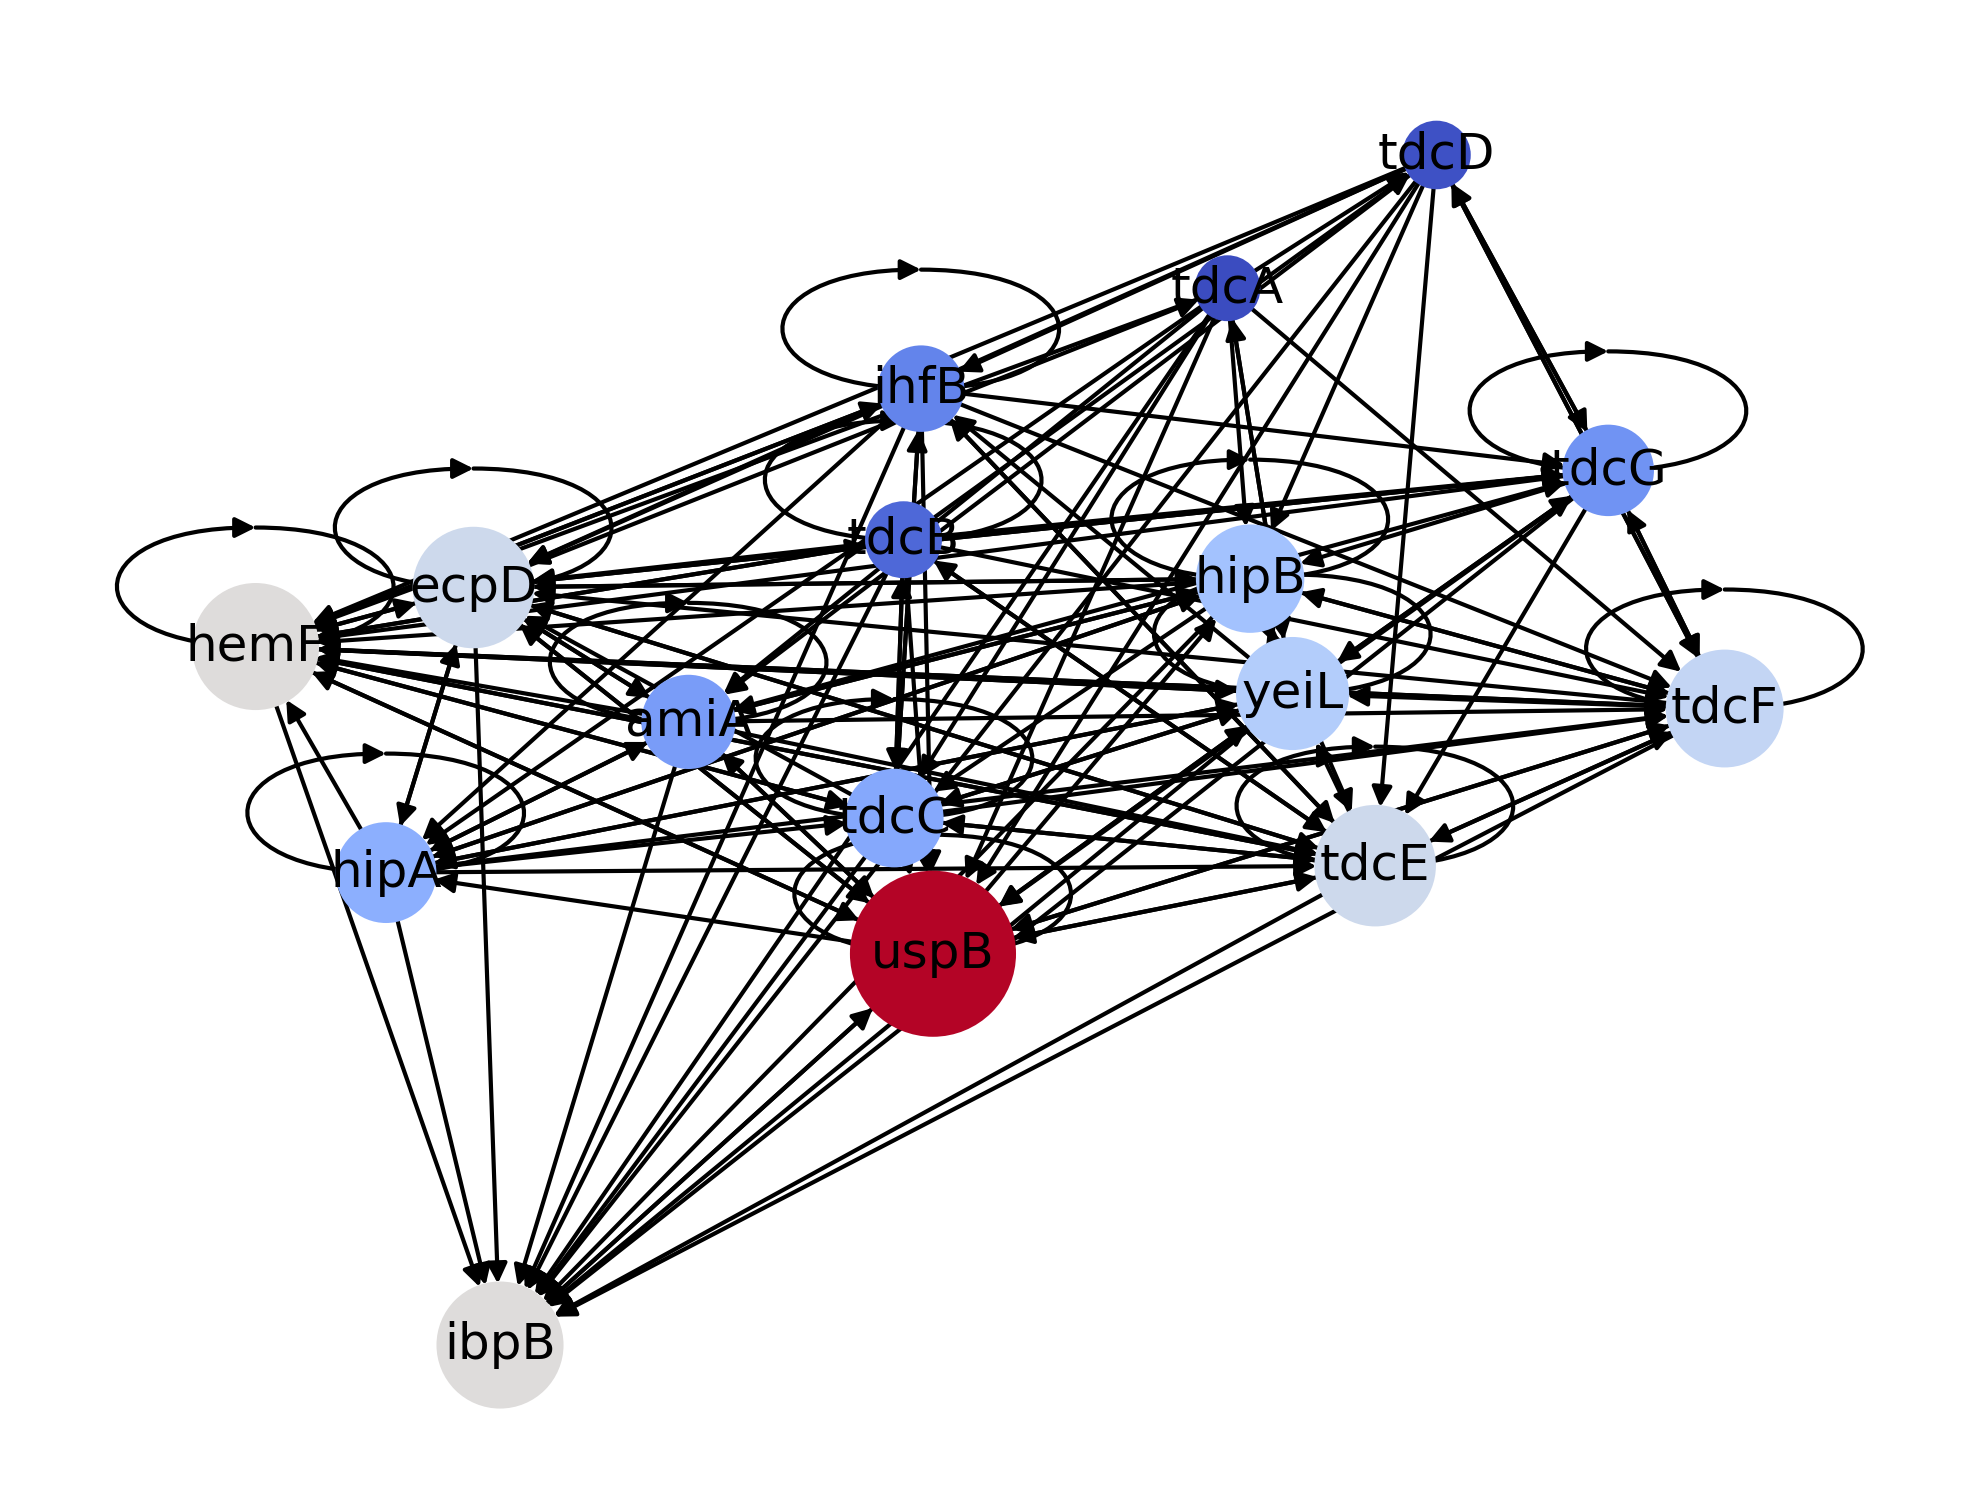 tdcD
tdcA
ihfB
tdcG
tdcB
hipB
ecpD
hemF
yeiL
tdcF
amiA
tdcC
tdcE
hipA
uspB
ibpB